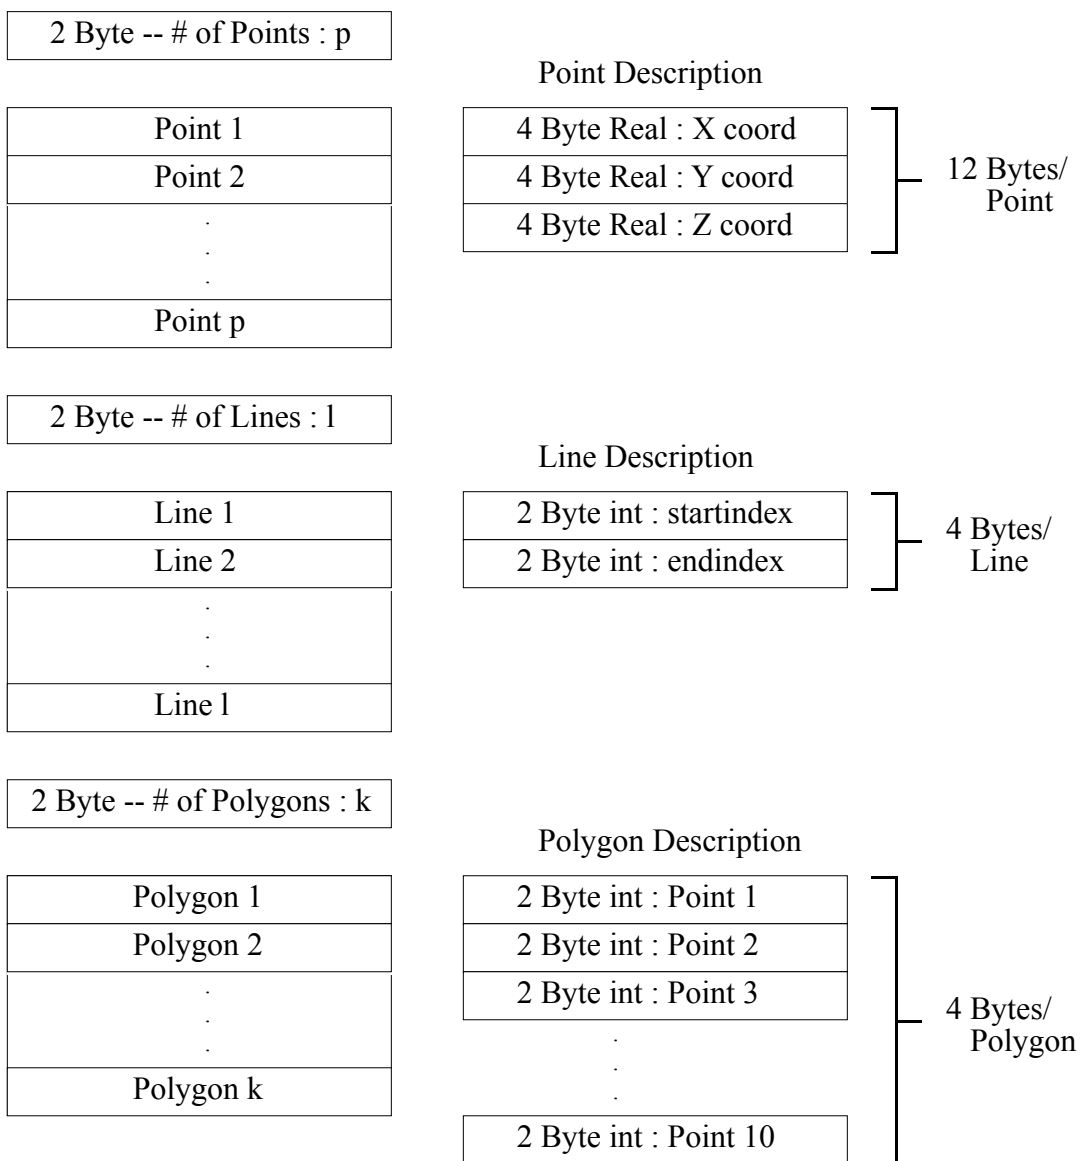 2 Byte -- # of Points : p
Point Description
Point 1
Point 2
.
.
.
Point p
4 Byte Real : X coord
4 Byte Real : Y coord
4 Byte Real : Z coord
12 Bytes/
Point
2 Byte -- # of Lines : l
Line Description
Line 1
Line 2
.
.
.
Line l
2 Byte int : startindex
2 Byte int : endindex
4 Bytes/
Line
2 Byte -- # of Polygons : k
Polygon Description
Polygon 1
Polygon 2
.
.
.
Polygon k
2 Byte int : Point 1
2 Byte int : Point 2
2 Byte int : Point 3
.
.
.
2 Byte int : Point 10
4 Bytes/
Polygon